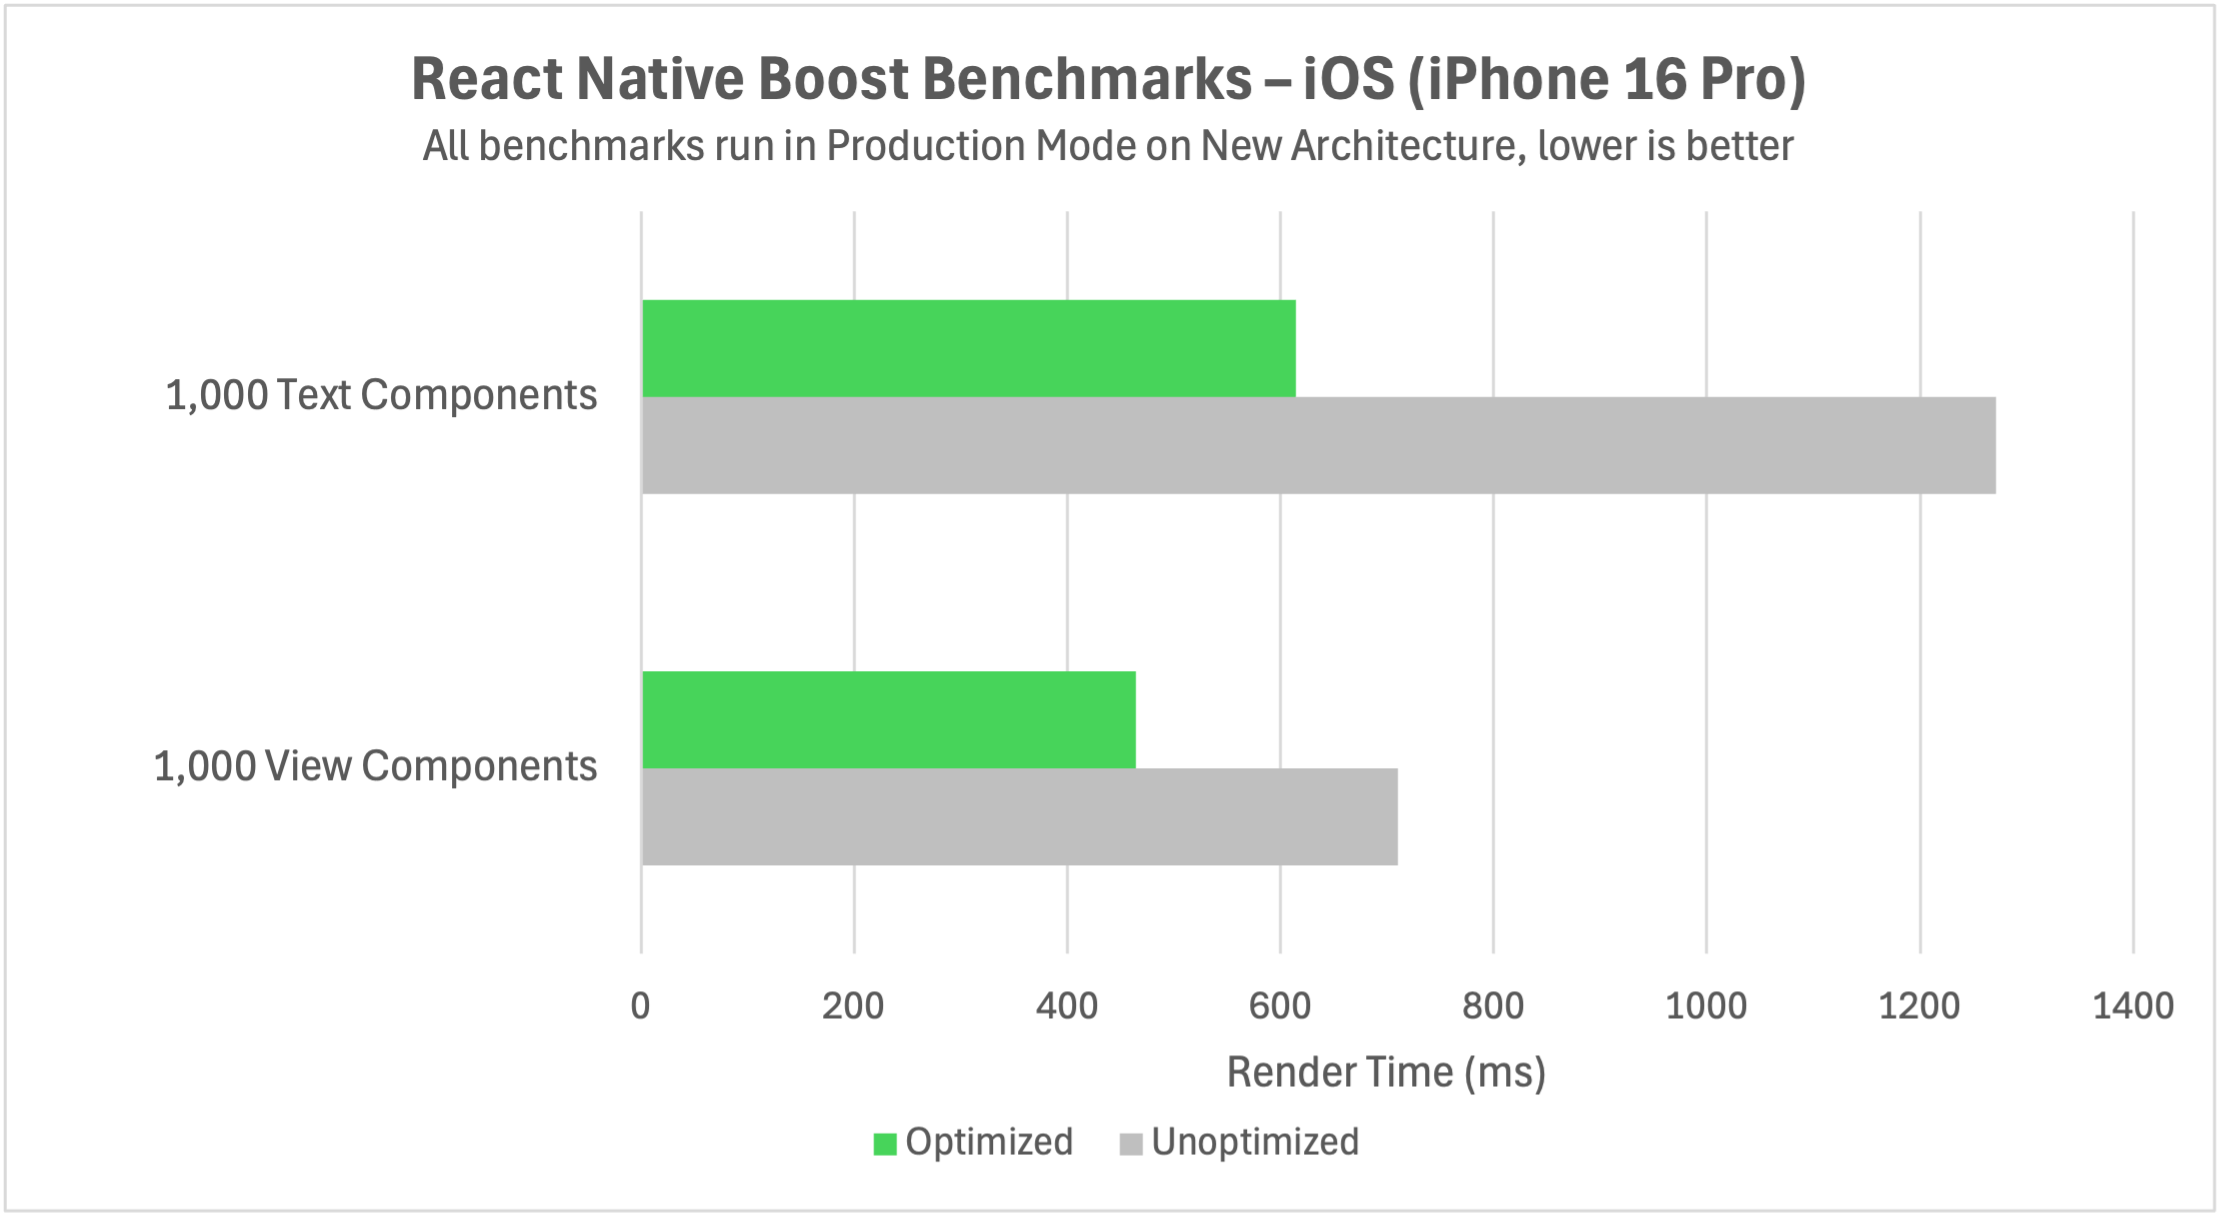 React Native Boost Benchmarks – iOS (iPhone 16 Pro)
All benchmarks run in Production Mode on New Architecture, lower is better
1,000 Text Components
1,000 View Components
0 200 400 600 800 1000 1200 1400
Render Time (ms)
Optimized Unoptimized